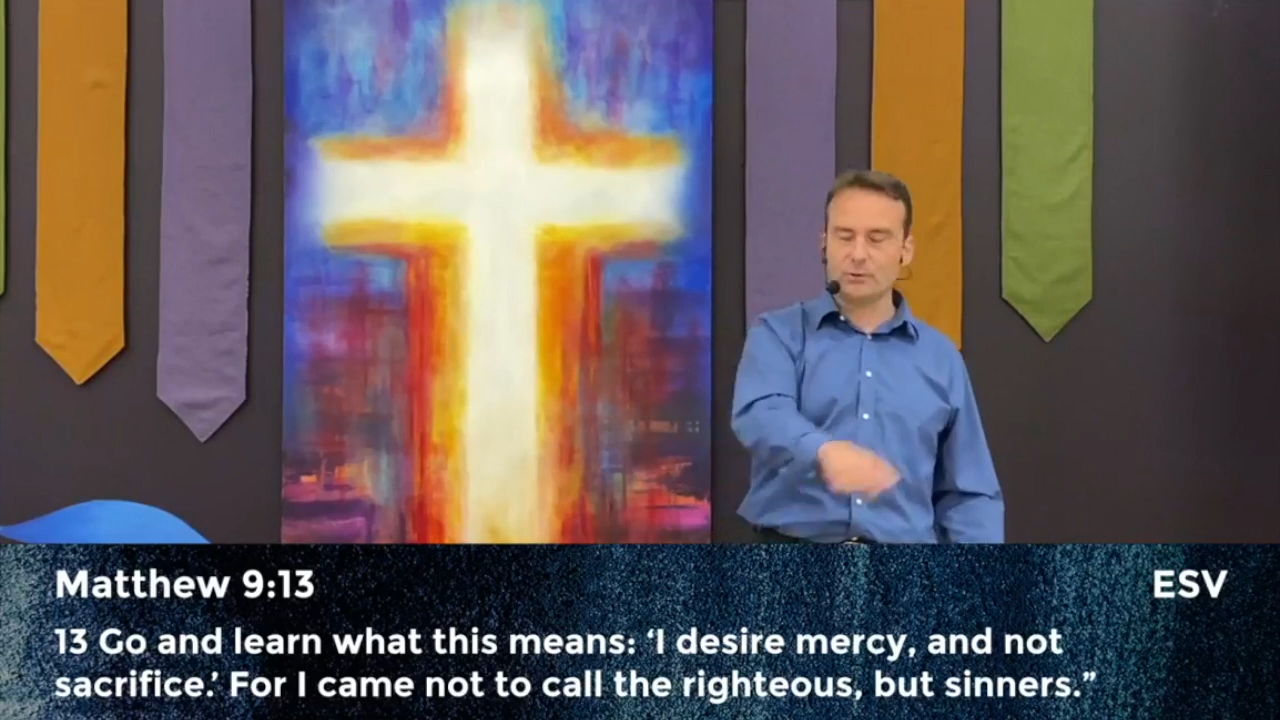 Matthew 9:13
ESV
13 Go and learn what this means: ‘I desire mercy, and not
sacrifice.’ For I came not to call the righteous, but sinners.”